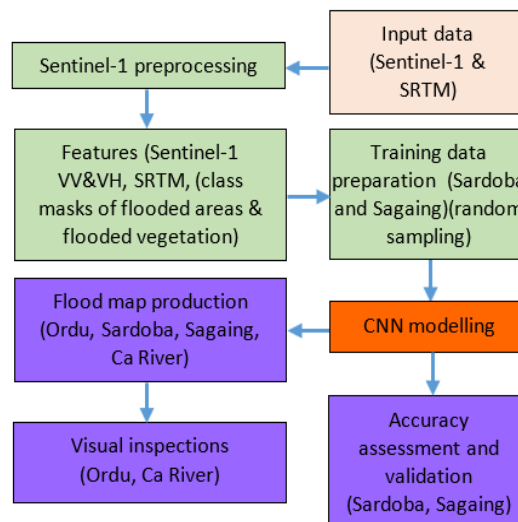 Input data
(Sentinel-1 &
SRTM)
Sentinel-1 preprocessing
Features (Sentinel-1
VV&VH, SRTM, (class
masks of flooded areas &
flooded vegetation)
Training data
preparation (Sardoba
and Sagaing)(random
sampling)
CNN modelling
Flood map production
(Ordu, Sardoba, Sagaing,
Ca River)
Visual inspections
(Ordu, Ca River)
Accuracy
assessment and
validation
(Sardoba, Sagaing)